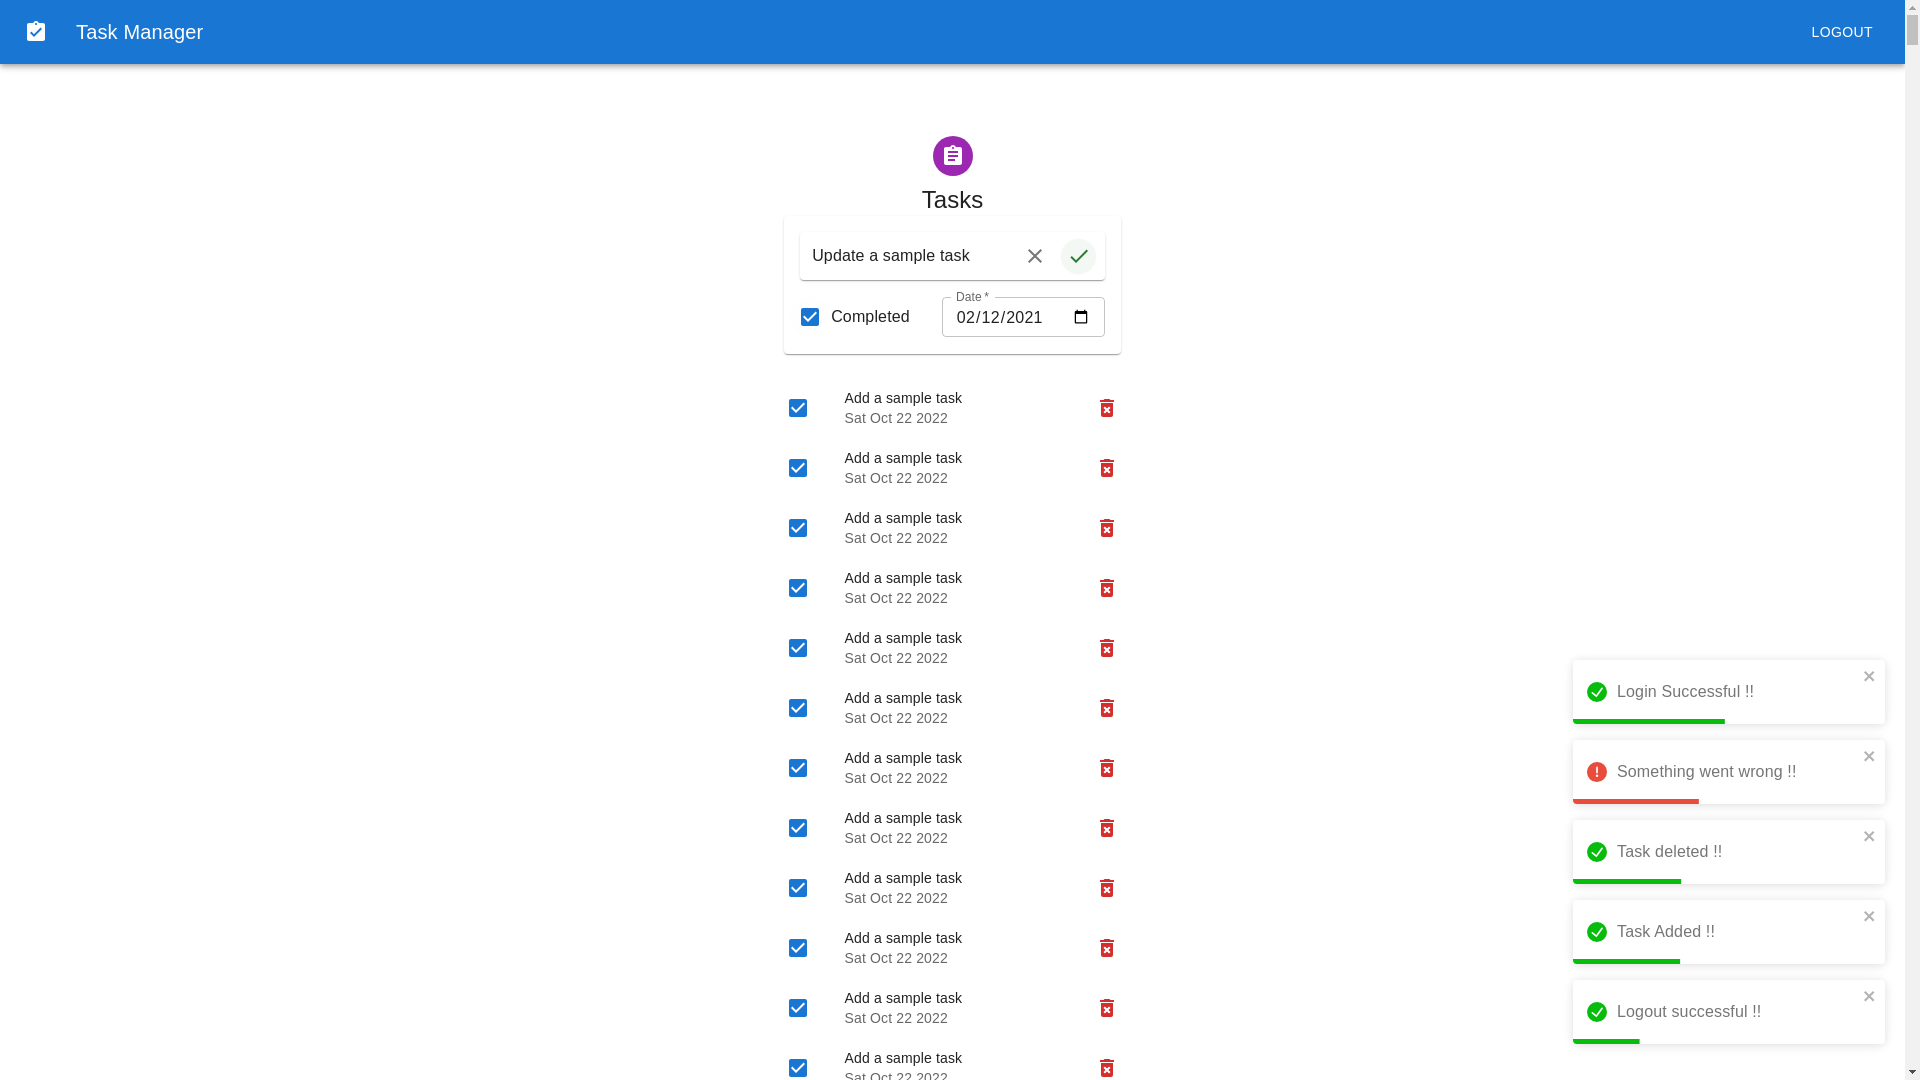 Task Manager
LOGOUT
Tasks
Update a sample task
Completed
Date *
02/12/2021
Add a sample task
Sat Oct 22 2022
Add a sample task
Sat Oct 22 2022
Add a sample task
Sat Oct 22 2022
Add a sample task
Sat Oct 22 2022
Add a sample task
Sat Oct 22 2022
Add a sample task
Sat Oct 22 2022
Add a sample task
Sat Oct 22 2022
Add a sample task
Sat Oct 22 2022
Add a sample task
Sat Oct 22 2022
Add a sample task
Sat Oct 22 2022
Add a sample task
Sat Oct 22 2022
Add a sample task
Sat Oct 22 2022
Login Successful !!
Something went wrong !!
Task deleted !!
Task Added !!
Logout successful !!